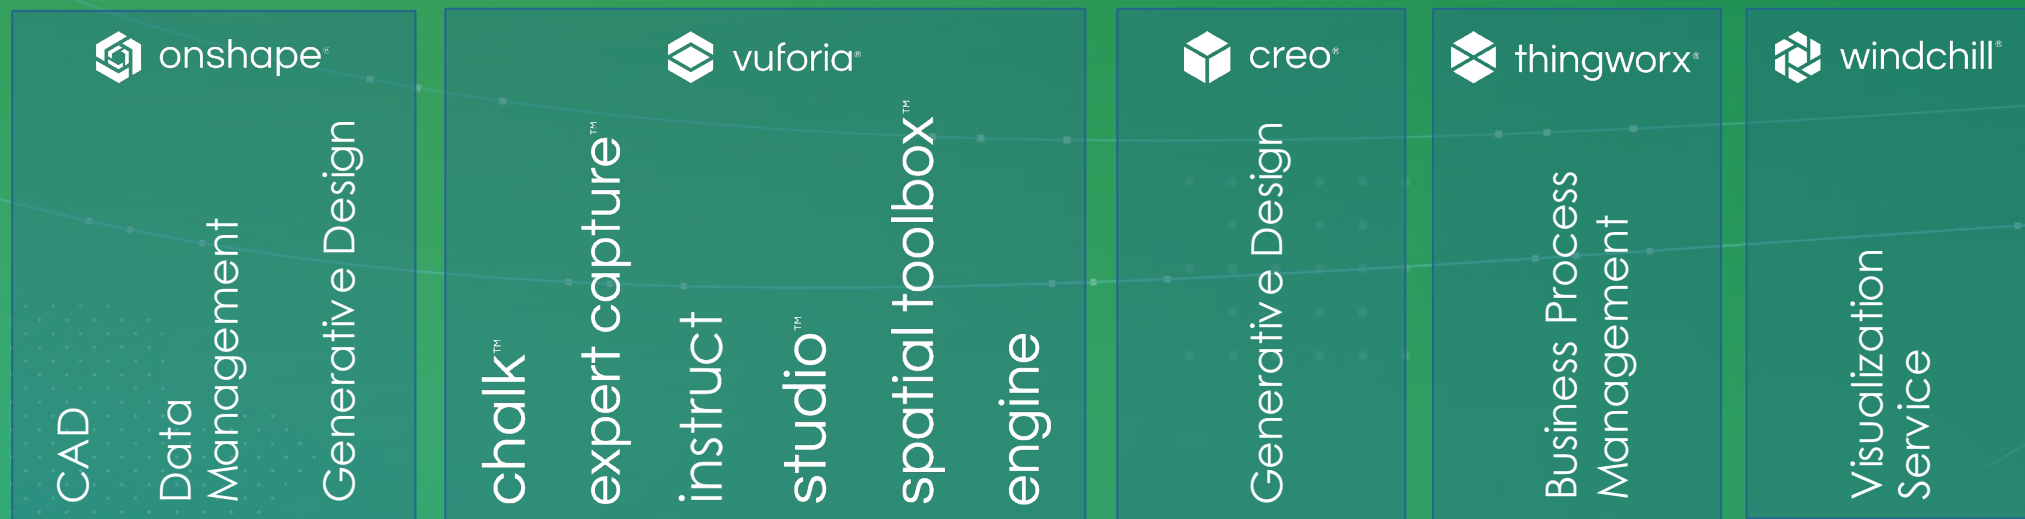 onshape®
CAD
Data
Management
Generative Design
vuforia®
chalk™
expert capture™
instruct
studio™
spatial toolbox™
engine
creo®
Generative Design
thingworx®
Business Process
Management
windchill®
Visualization
Service